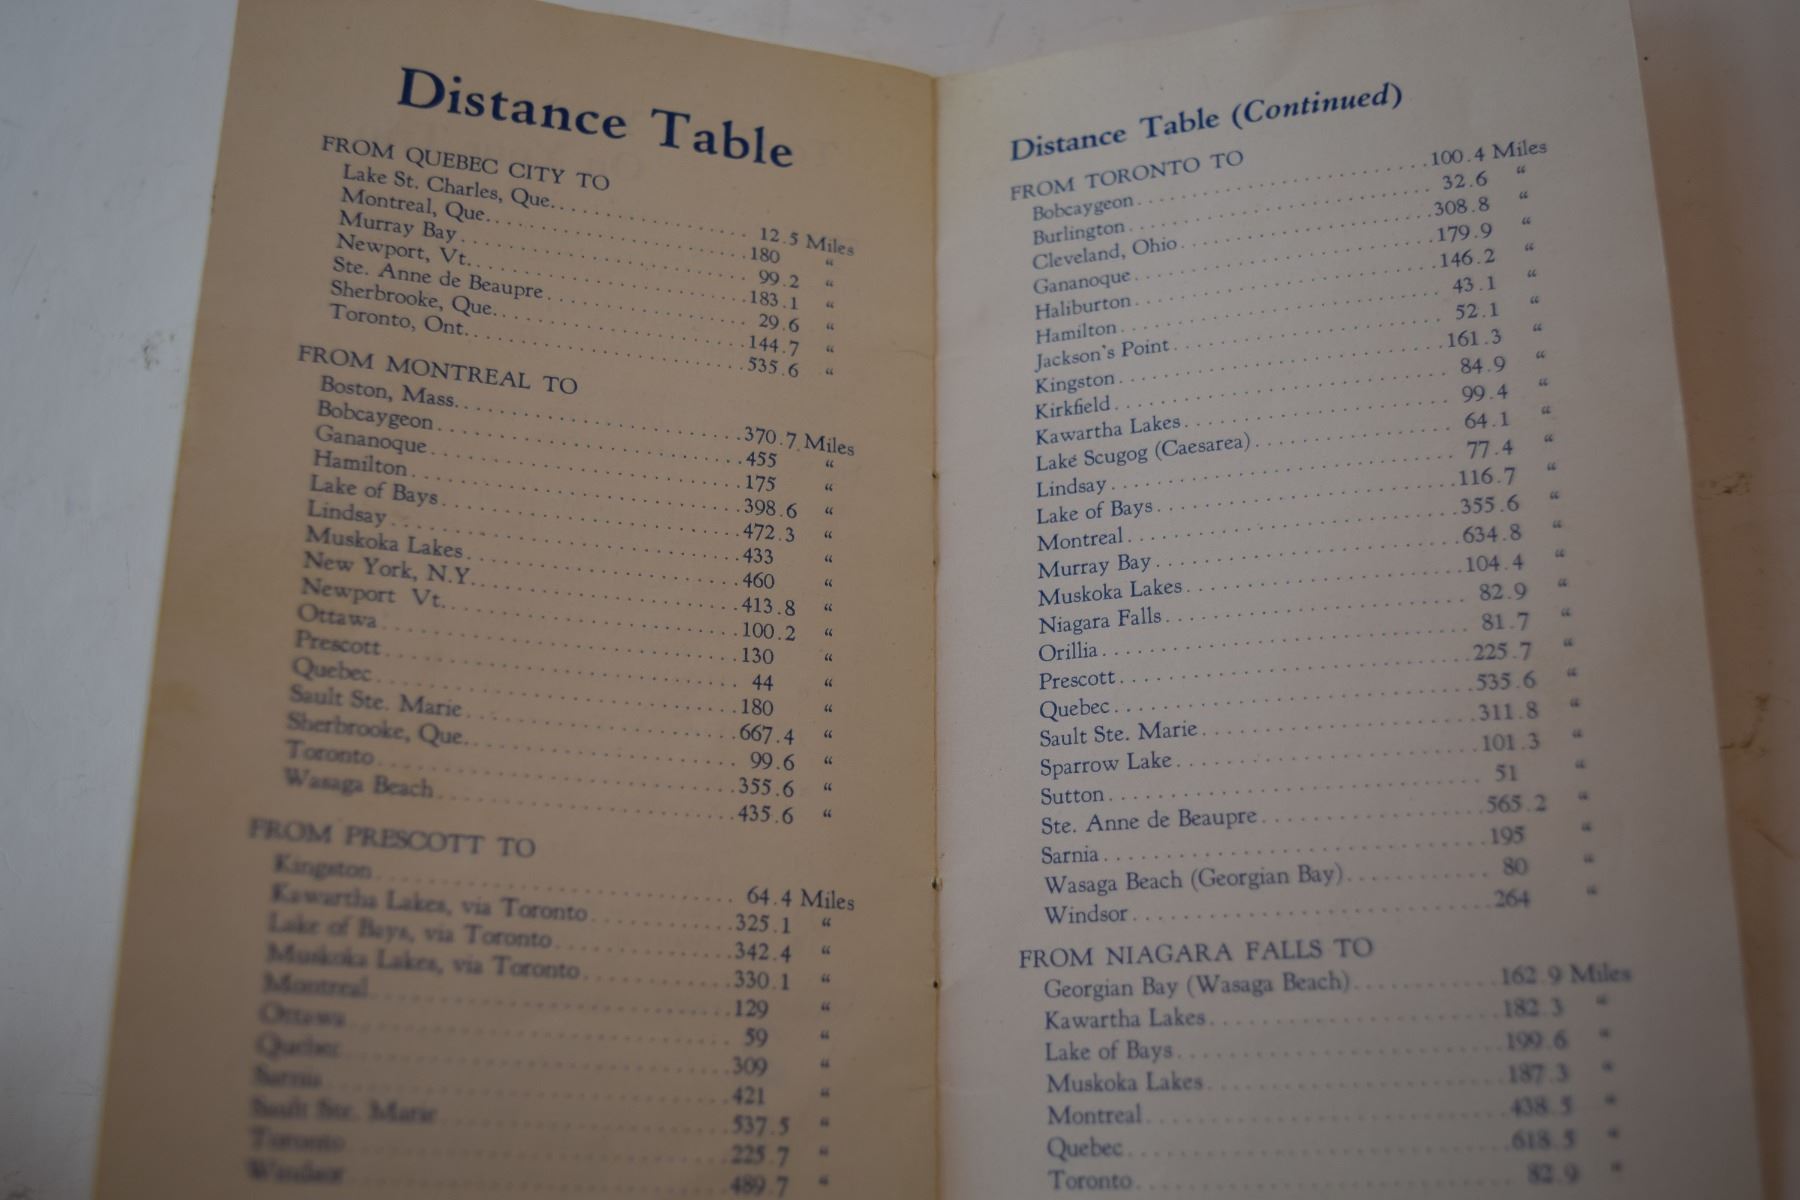 Distance Table
FROM QUEBEC CITY TO
Lake St. Charles, Que. 12.5 Miles
Montreal, Que. 180 "
Murray Bay 99.2 "
Newport, Vt. 183.1 "
Ste. Anne de Beaupre 29.6 "
Sherbrooke, Que. 144.7 "
Toronto, Ont. 535.6 "
FROM MONTREAL TO
Boston, Mass. 370.7 Miles
Bobcaygeon 455 "
Gananoque 175 "
Hamilton 398.6 "
Lake of Bays 472.3 "
Lindsay 433 "
Muskoka Lakes 460 "
New York, N.Y. 413.8 "
Newport Vt. 100.2 "
Ottawa 130 "
Prescott 44 "
Quebec 180 "
Sault Ste. Marie 667.4 "
Sherbrooke, Que. 99.6 "
Toronto 355.6 "
Wasaga Beach 435.6 "
FROM PRESCOTT TO
Kingston 64.4 Miles
Kawartha Lakes, via Toronto 325.1 "
Lake of Bays, via Toronto 342.4 "
Muskoka Lakes, via Toronto 330.1 "
Montreal 129 "
Ottawa 59 "
Quebec 309 "
Sarnia 421 "
Sault Ste. Marie 537.5 "
Toronto 225.7 "
Windsor 489.7 "
Distance Table (Continued)
FROM TORONTO TO
Bobcaygeon 100.4 Miles
Burlington 32.6 "
Cleveland, Ohio 308.8 "
Gananoque 179.9 "
Haliburton 146.2 "
Hamilton 43.1 "
Jackson's Point 52.1 "
Kingston 161.3 "
Kirkfield 84.9 "
Kawartha Lakes 99.4 "
Lake Scugog (Caesarea) 64.1 "
Lindsay 77.4 "
Lake of Bays 116.7 "
Montreal 355.6 "
Murray Bay 634.8 "
Muskoka Lakes 104.4 "
Niagara Falls 82.9 "
Orillia 81.7 "
Prescott 225.7 "
Quebec 535.6 "
Sault Ste. Marie 311.8 "
Sparrow Lake 101.3 "
Sutton 51 "
Ste. Anne de Beaupre 565.2 "
Sarnia 195 "
Wasaga Beach (Georgian Bay) 80 "
Windsor 264 "
FROM NIAGARA FALLS TO
Georgian Bay (Wasaga Beach) 162.9 Miles
Kawartha Lakes 182.3 "
Lake of Bays 199.6 "
Muskoka Lakes 187.3 "
Montreal 438.5 "
Quebec 618.5 "
Toronto 82.9 "